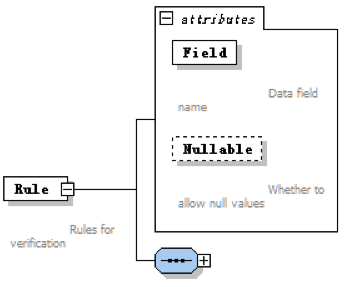 attributes
Field
Data field
name
Nullable
Whether to
allow null values
Rule
Rules for
verification